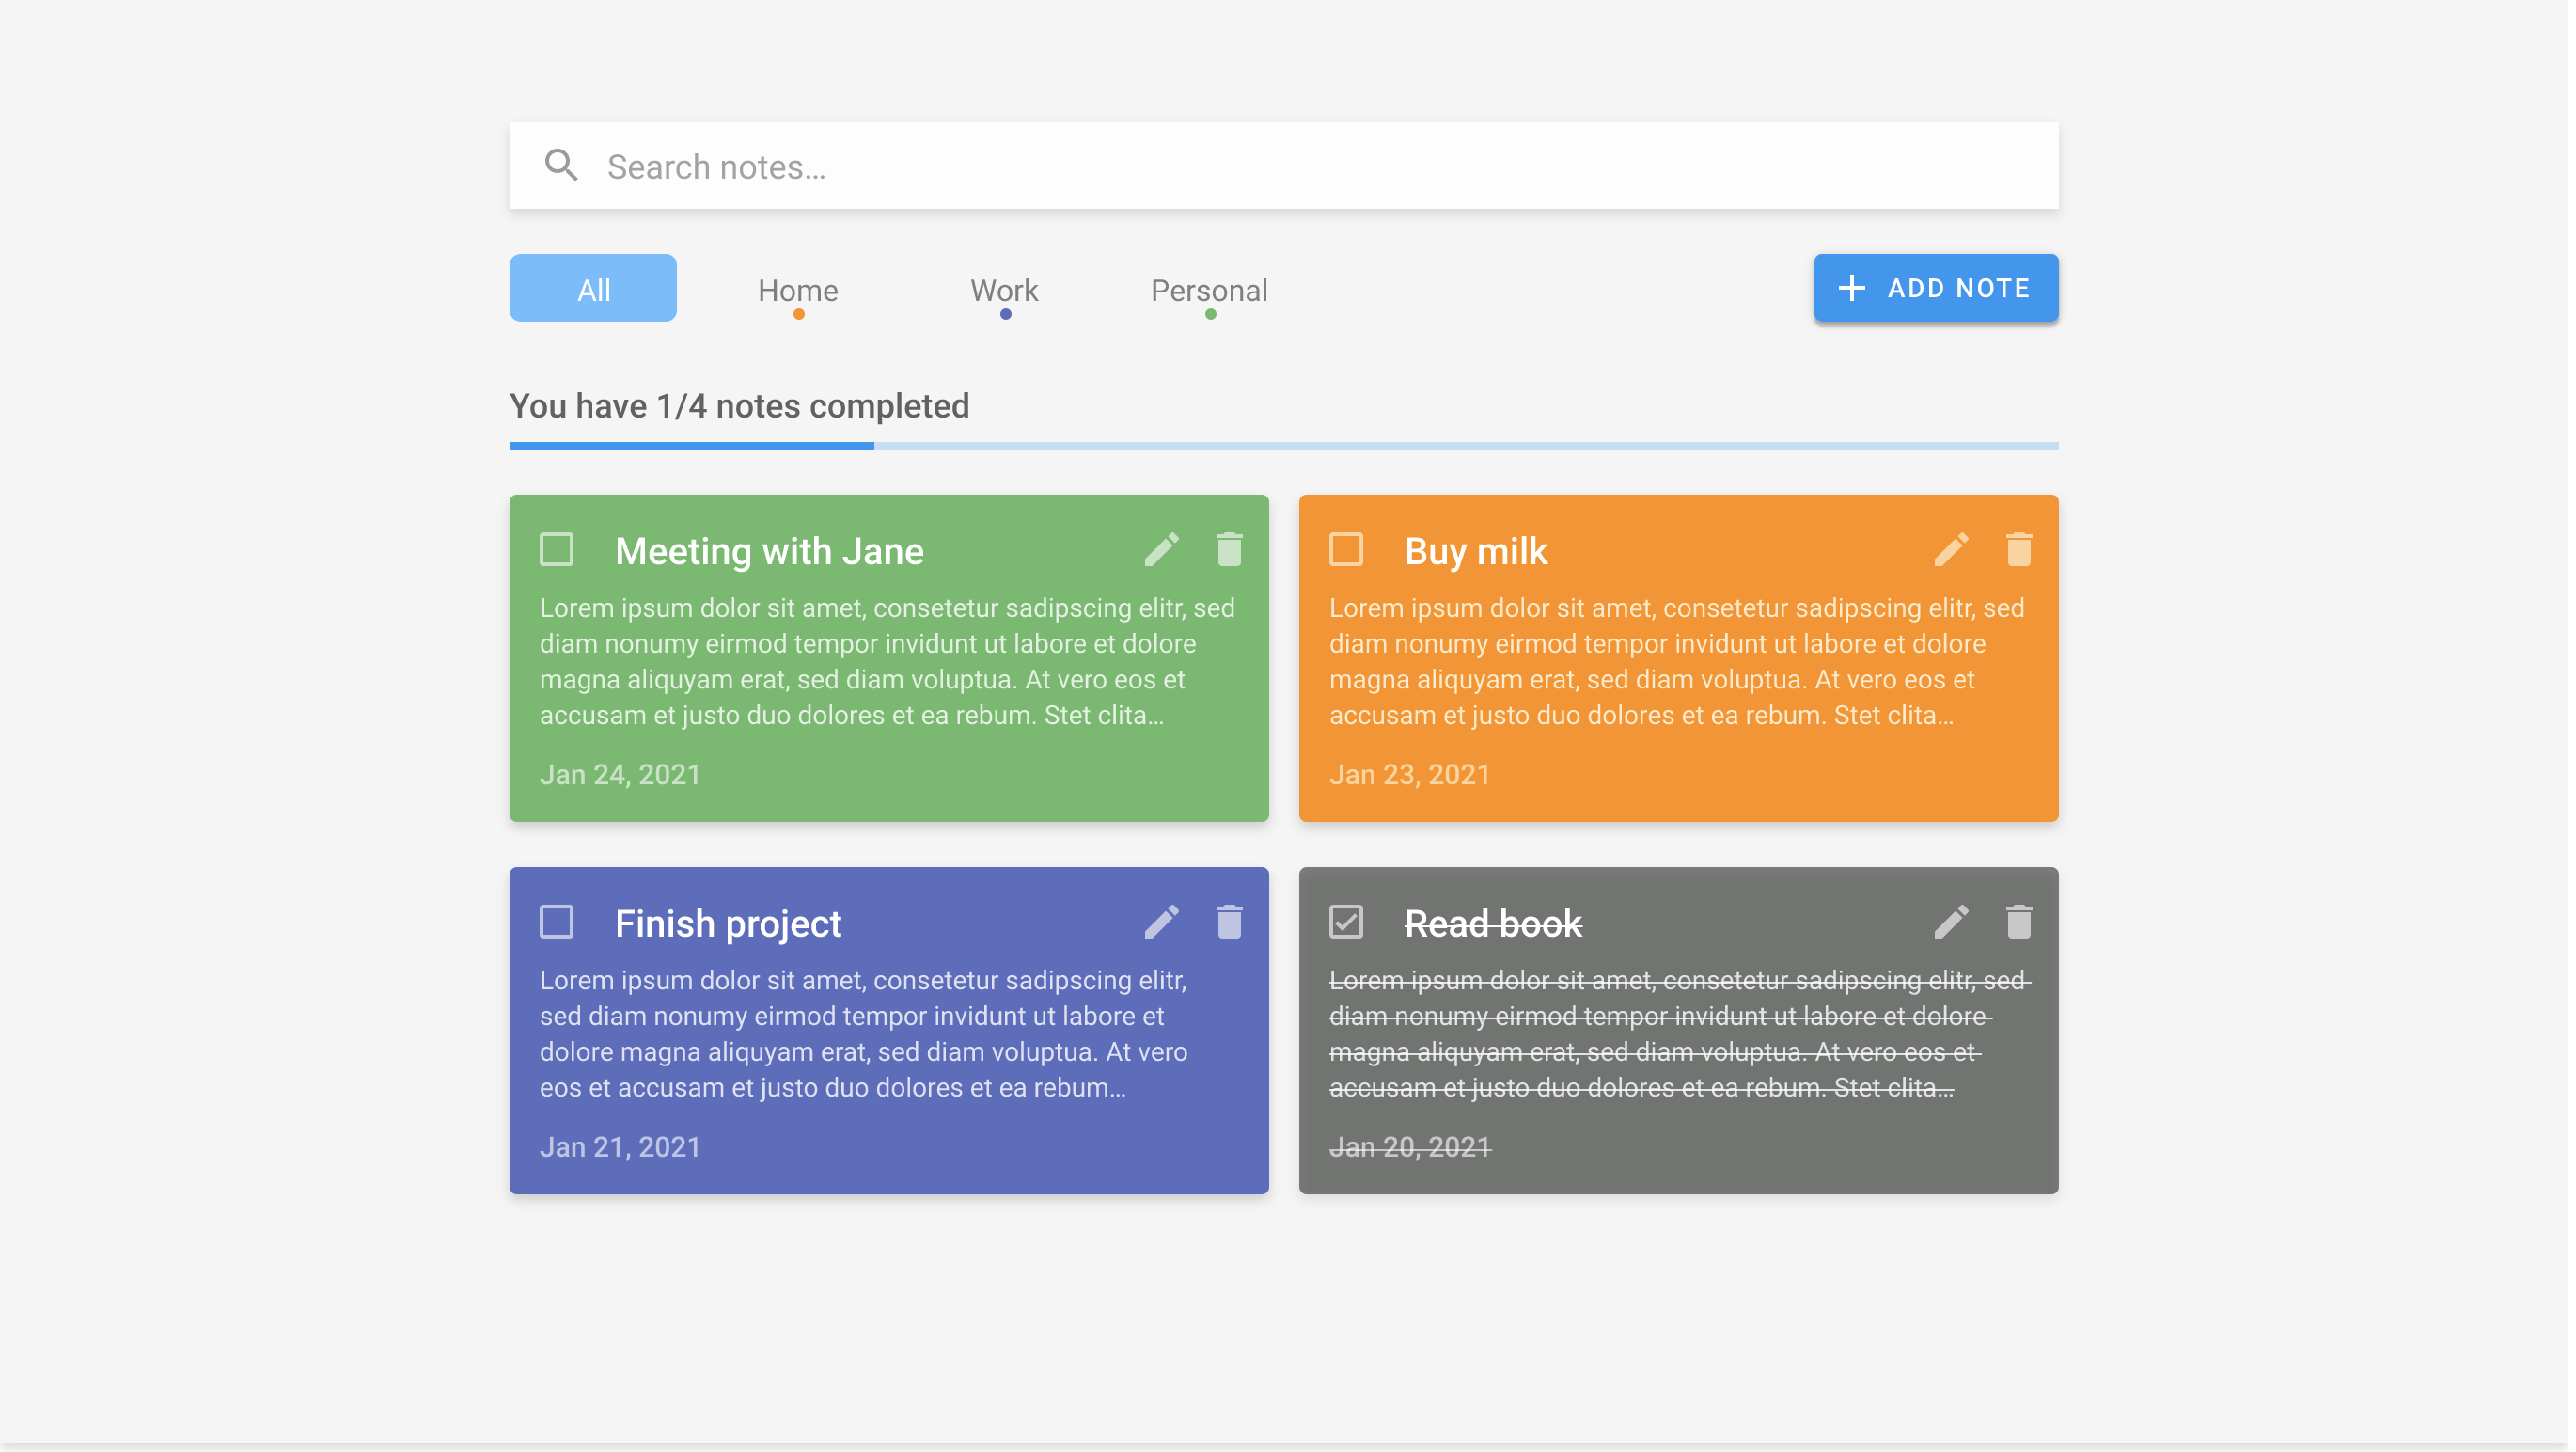 Search notes...
All
Home
Work
Personal
ADD NOTE
You have 1/4 notes completed
Meeting with Jane
Lorem ipsum dolor sit amet, consetetur sadipscing elitr, sed
diam nonumy eirmod tempor invidunt ut labore et dolore
magna aliquyam erat, sed diam voluptua. At vero eos et
accusam et justo duo dolores et ea rebum. Stet clita...
Jan 24, 2021
Buy milk
Lorem ipsum dolor sit amet, consetetur sadipscing elitr, sed
diam nonumy eirmod tempor invidunt ut labore et dolore
magna aliquyam erat, sed diam voluptua. At vero eos et
accusam et justo duo dolores et ea rebum. Stet clita...
Jan 23, 2021
Finish project
Lorem ipsum dolor sit amet, consetetur sadipscing elitr,
sed diam nonumy eirmod tempor invidunt ut labore et
dolore magna aliquyam erat, sed diam voluptua. At vero
eos et accusam et justo duo dolores et ea rebum...
Jan 21, 2021
Read book
Lorem ipsum dolor sit amet, consetetur sadipscing elitr, sed
diam nonumy eirmod tempor invidunt ut labore et dolore
magna aliquyam erat, sed diam voluptua. At vero eos et
accusam et justo duo dolores et ea rebum. Stet clita...
Jan 20, 2021